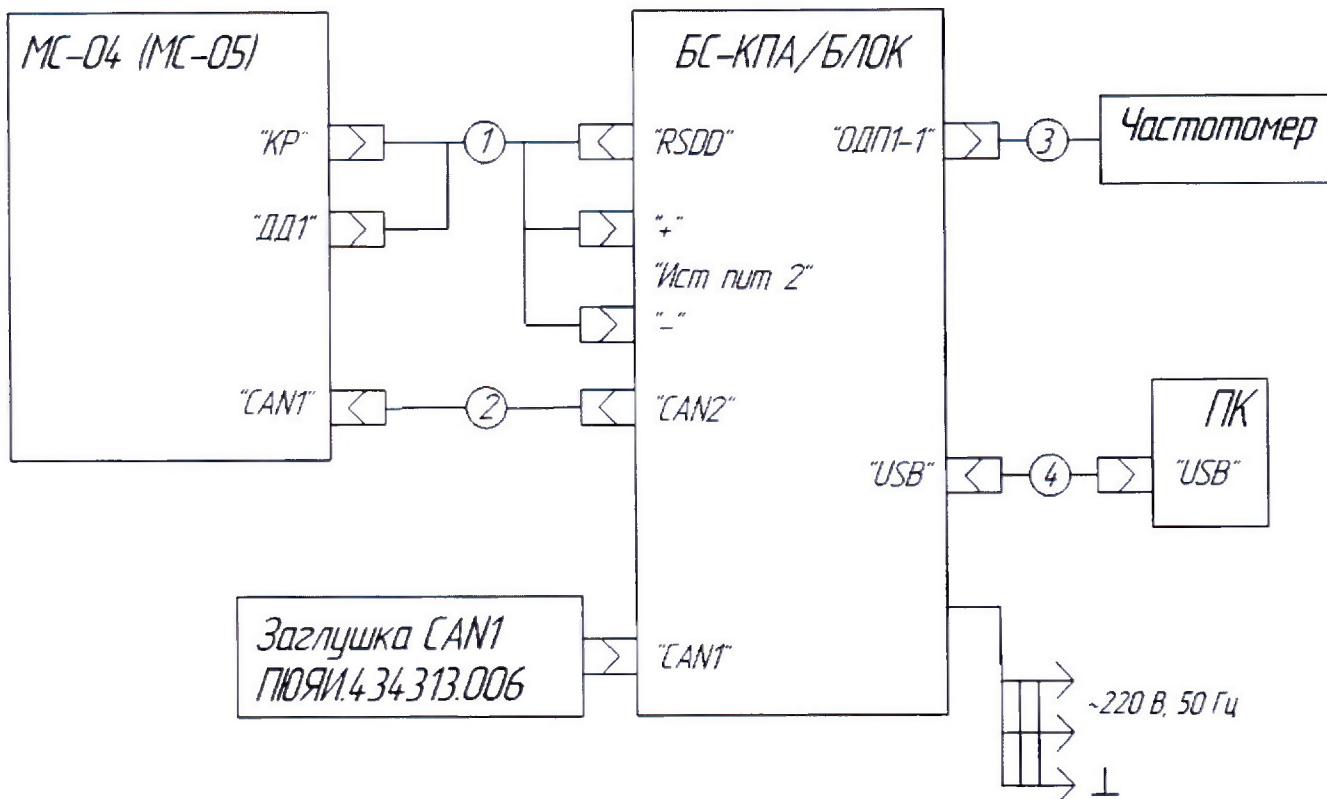 МС-04 (МС-05)
"КР"
"ДД1"
"CAN1"
1
2
БС-КПА/БЛОК
"RSDD"
"+"
"Ист пит 2"
"-"
"CAN2"
"CAN1"
"ОДП1-1"
"USB"
3
Частотомер
4
ПК
"USB"
Заглушка CAN1
ПЮЯИ.434313.006
~220 В, 50 Гц